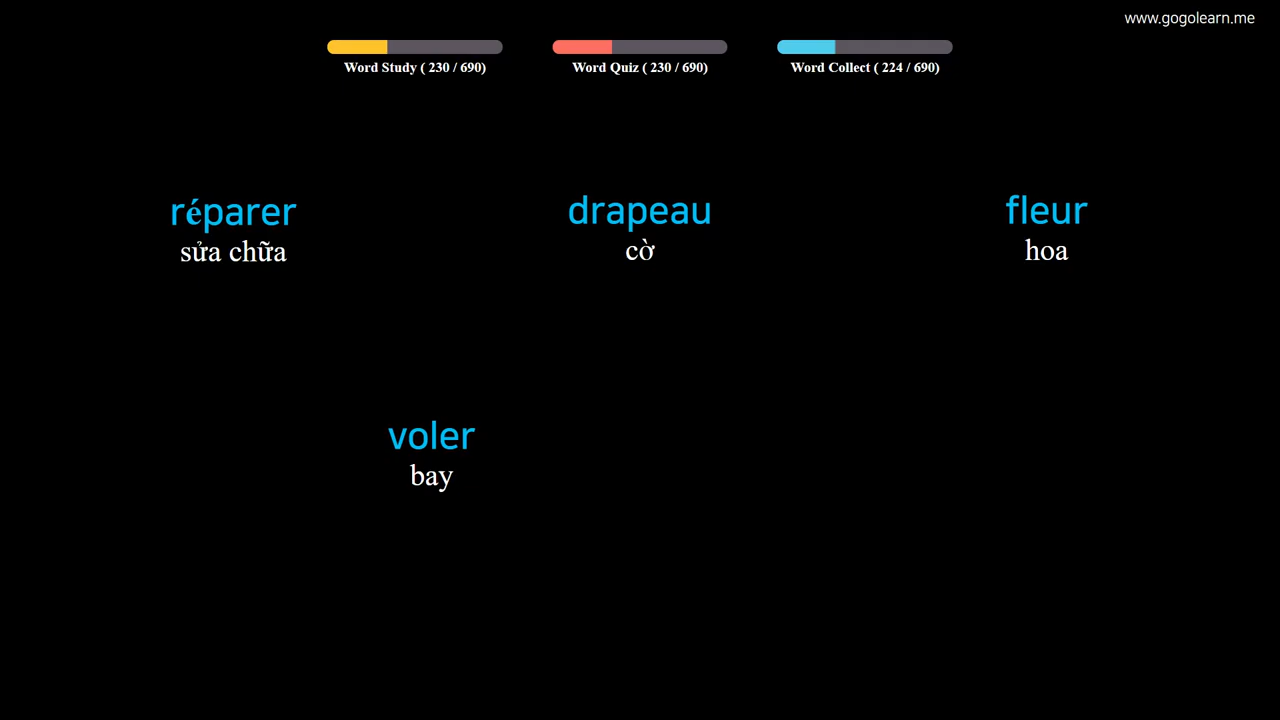 www.gogolearn.me
Word Study ( 230 / 690)
Word Quiz ( 230 / 690)
Word Collect ( 224 / 690)
réparer
sửa chữa
drapeau
cờ
fleur
hoa
voler
bay